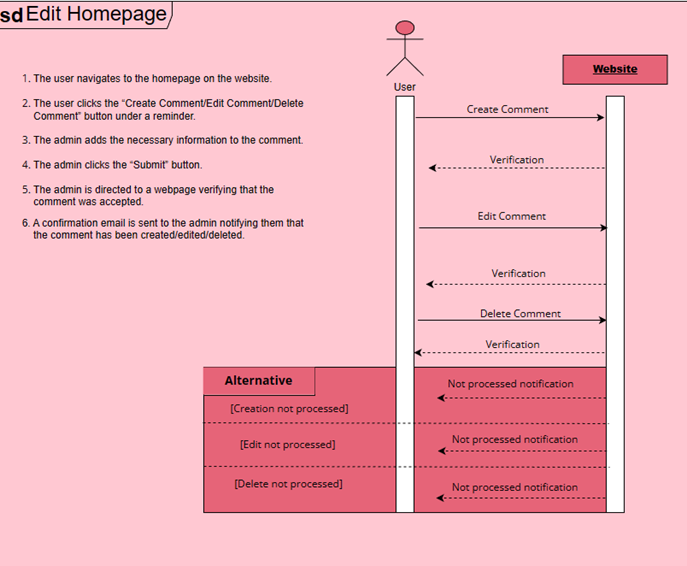 sd Edit Homepage
1. The user navigates to the homepage on the website.
2. The user clicks the “Create Comment/Edit Comment/Delete
Comment” button under a reminder.
3. The admin adds the necessary information to the comment.
4. The admin clicks the “Submit” button.
5. The admin is directed to a webpage verifying that the
comment was accepted.
6. A confirmation email is sent to the admin notifying them that
the comment has been created/edited/deleted.
User
Website
Create Comment
Verification
Edit Comment
Verification
Delete Comment
Verification
Alternative
Not processed notification
[Creation not processed]
Not processed notification
[Edit not processed]
Not processed notification
[Delete not processed]